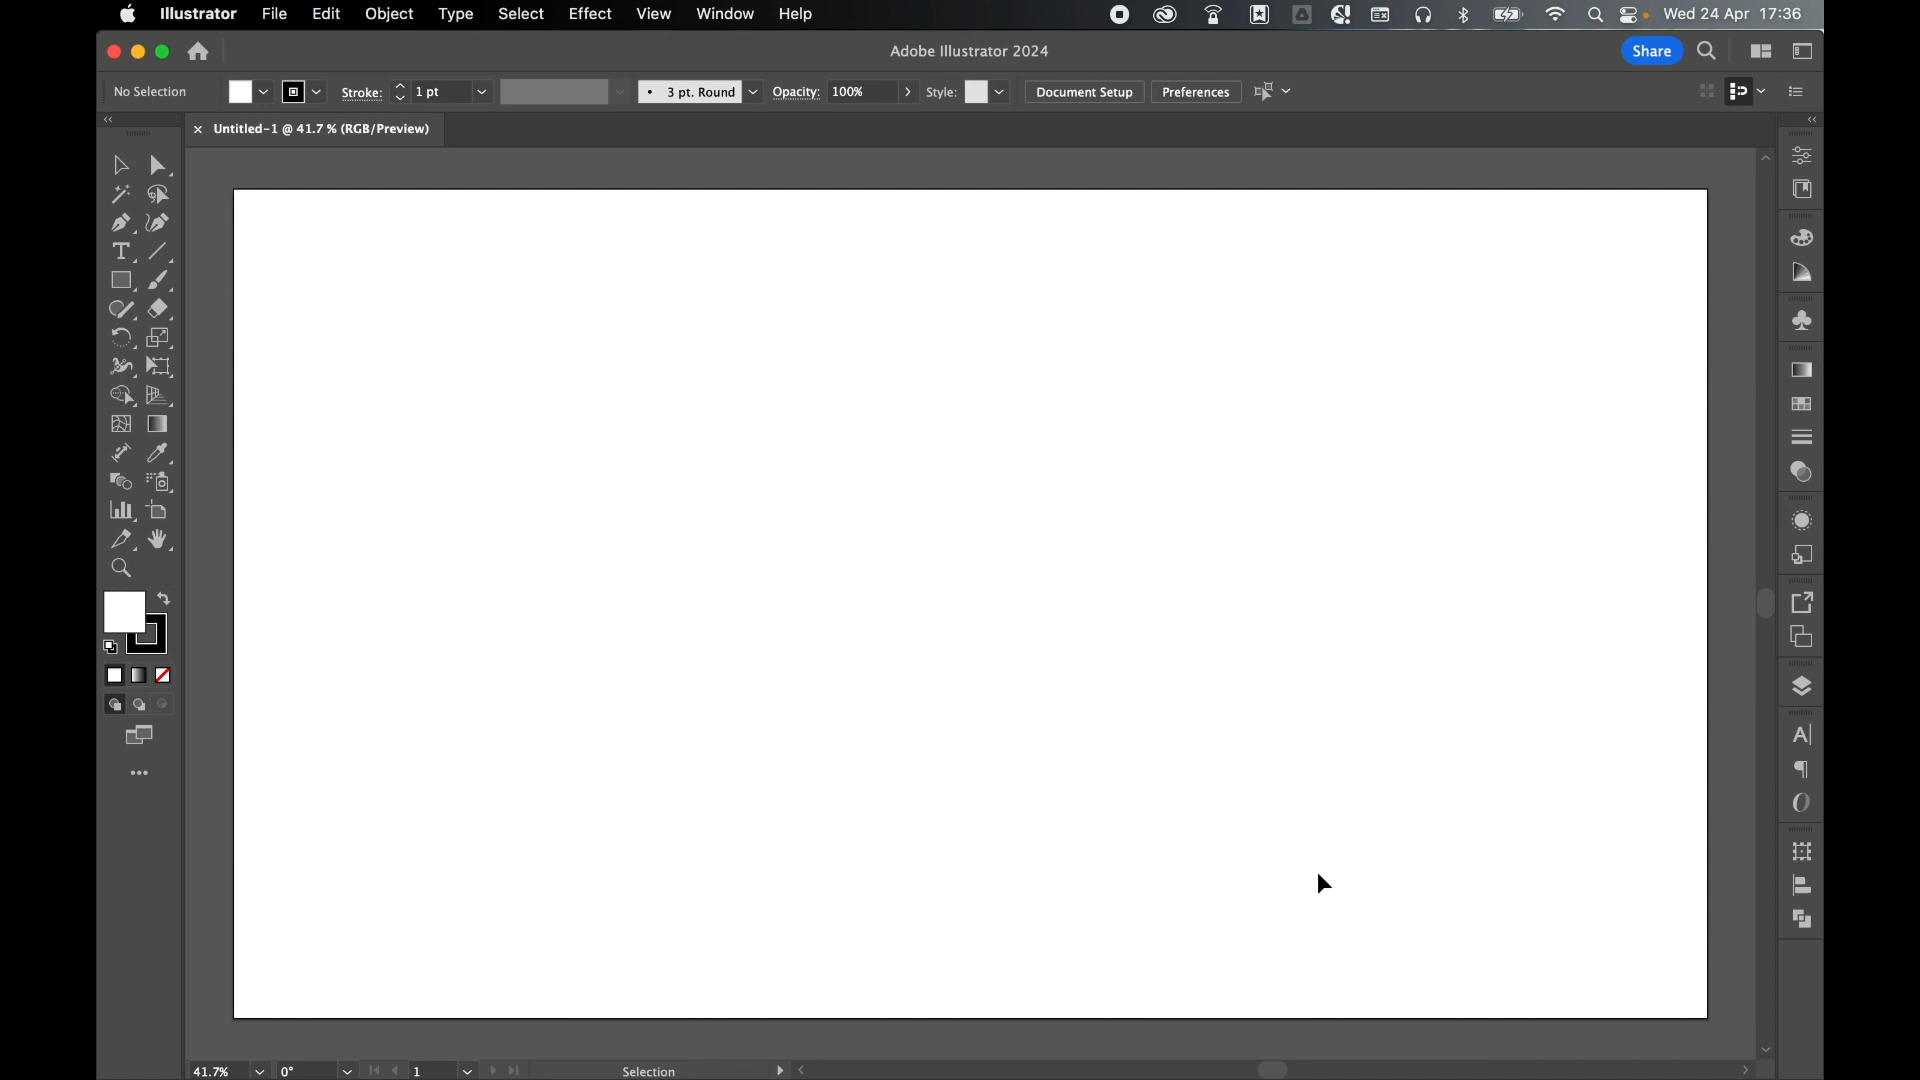 Illustrator File Edit Object Type Select Effect View Window Help Wed 24 Apr 17:36
Adobe Illustrator 2024 Share
No Selection Stroke: 1 pt 3 pt. Round Opacity: 100% Style: Document Setup Preferences
Untitled-1 @ 41.7 % (RGB/Preview)
41.7% 0° 1 Selection